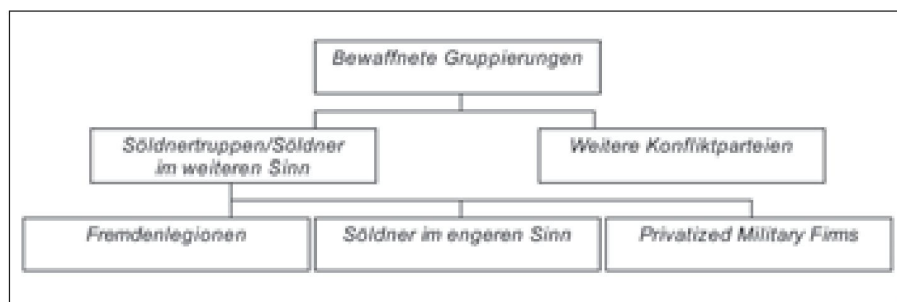 Bewaffnete Gruppierungen
Söldnertruppen/Söldner
im weiteren Sinn
Weitere Konfliktparteien
Fremdenlegionen
Söldner im engeren Sinn
Privatized Military Firms